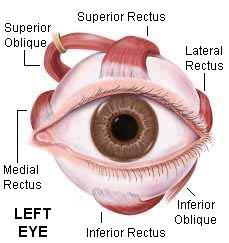 Superior Rectus
Superior
Oblique
Lateral
Rectus
Medial
Rectus
Inferior
Oblique
LEFT
EYE
Inferior Rectus